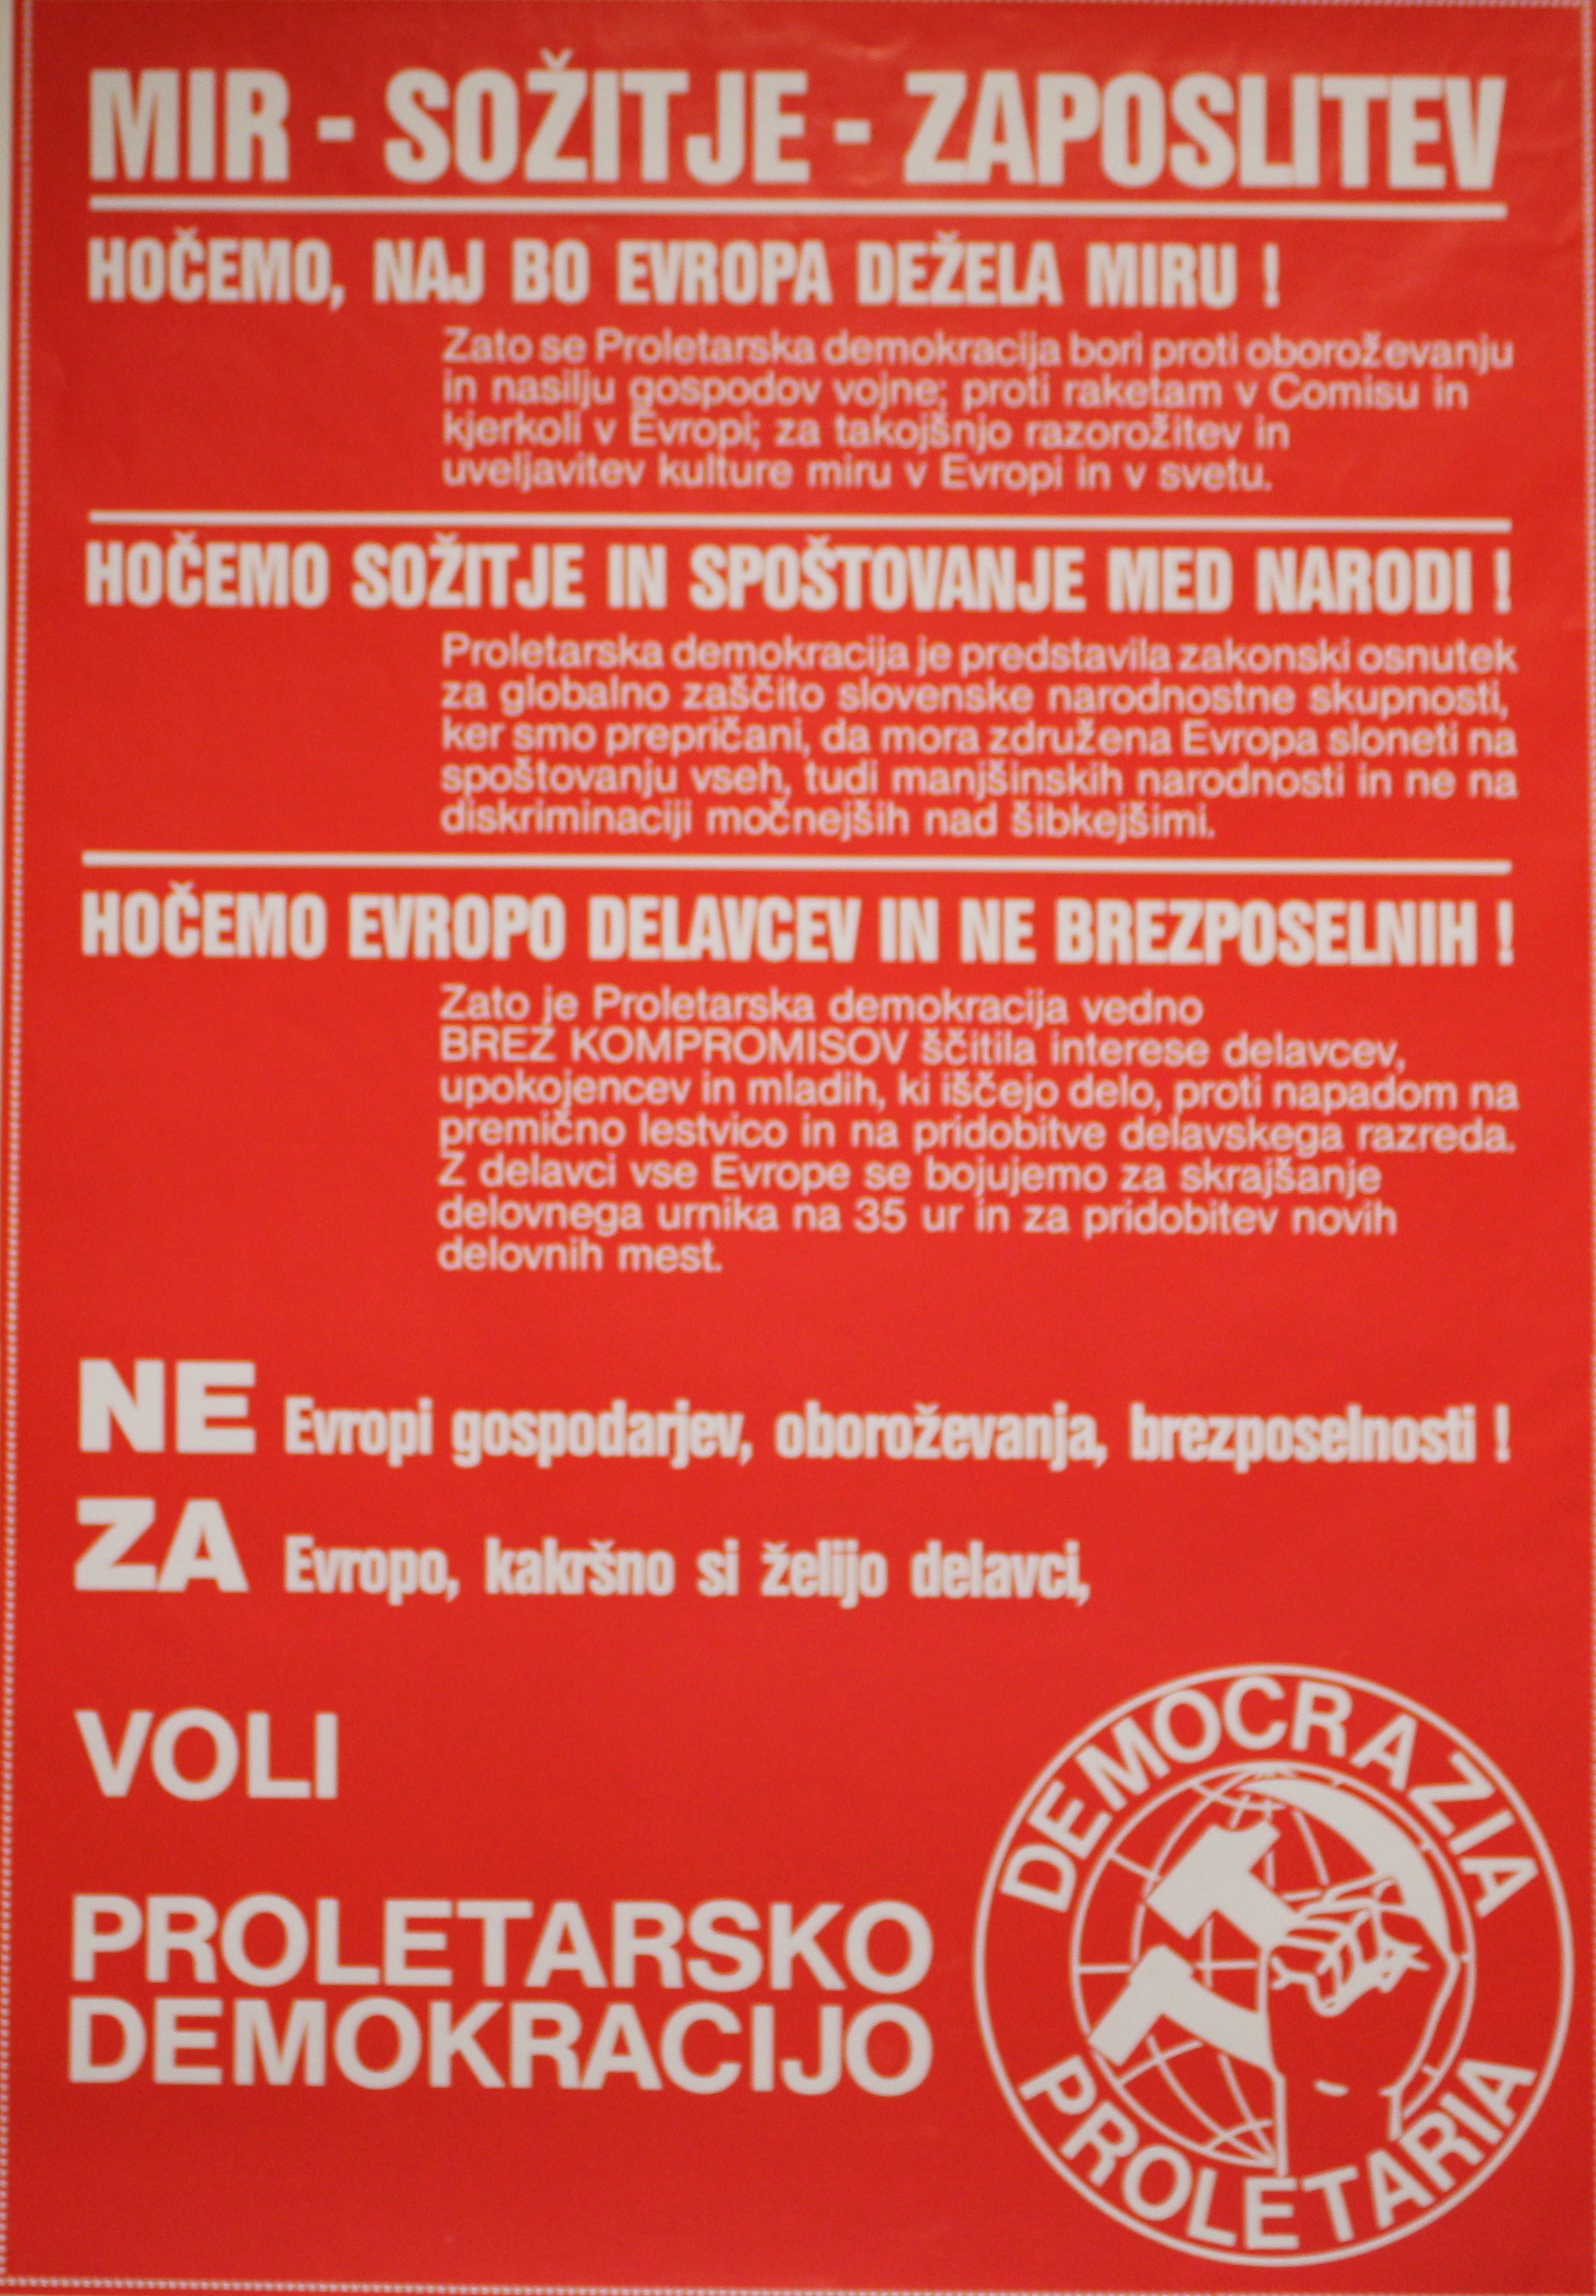 MIR - SOŽITJE - ZAPOSLITEV
HOČEMO, NAJ BO EVROPA DEŽELA MIRU !
Zato se Proletarska demokracija bori proti oboroževanju
in nasilju gospodov vojne; proti raketam v Comisu in
kjerkoli v Evropi; za takojšnjo razorožitev in
uveljavitev kulture miru v Evropi in v svetu.
HOČEMO SOŽITJE IN SPOŠTOVANJE MED NARODI !
Proletarska demokracija je predstavila zakonski osnutek
za globalno zaščito slovenske narodnostne skupnosti,
ker smo prepričani, da mora združena Evropa sloneti na
spoštovanju vseh, tudi manjšinskih narodnosti in ne na
diskriminaciji močnejših nad šibkejšimi.
HOČEMO EVROPO DELAVCEV IN NE BREZPOSELNIH !
Zato je Proletarska demokracija vedno
BREZ KOMPROMISOV ščitila interese delavcev,
upokojencev in mladih, ki iščejo delo, proti napadom na
premično lestvico in na pridobitve delavskega razreda.
Z delavci vse Evrope se bojujemo za skrajšanje
delovnega urnika na 35 ur in za pridobitev novih
delovnih mest.
NE Evropi gospodarjev, oboroževanja, brezposelnosti !
ZA Evropo, kakršno si želijo delavci,
VOLI
PROLETARSKO
DEMOKRACIJO
DEMOCRAZIA
PROLETARIA